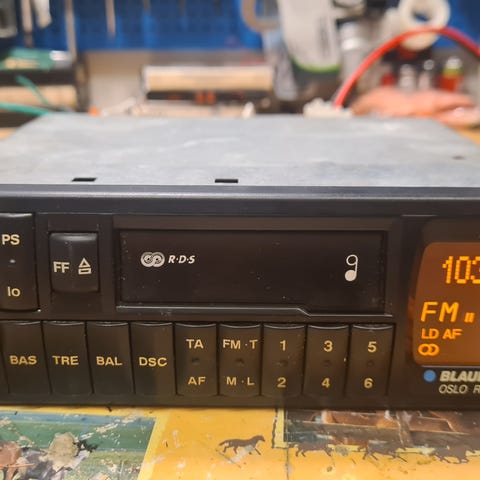 PS
lo
FF
R·D·S
BAS
TRE
BAL
DSC
TA
AF
FM·T
M·L
1
2
3
4
5
6
103
FM
LD AF
BLAU
OSLO R